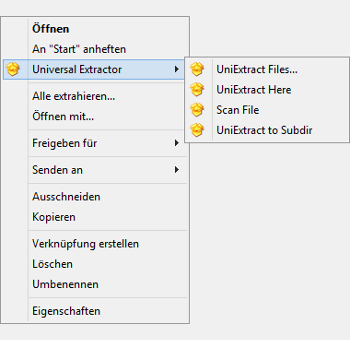 Öffnen
An "Start" anheften
Universal Extractor
UniExtract Files...
UniExtract Here
Scan File
UniExtract to Subdir
Alle extrahieren...
Öffnen mit...
Freigeben für
Senden an
Ausschneiden
Kopieren
Verknüpfung erstellen
Löschen
Umbenennen
Eigenschaften